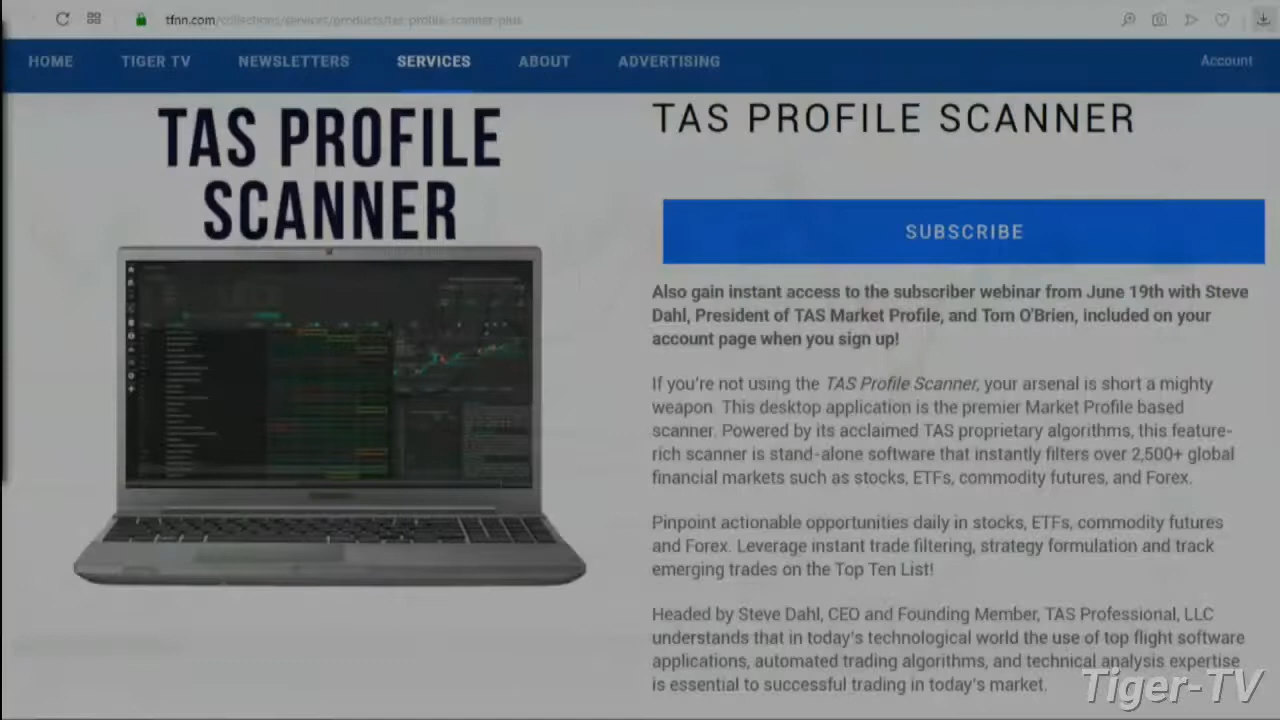 tfnn.com/collections/services/products/tas-profile-scanner-plus
HOME
TIGER TV
NEWSLETTERS
SERVICES
ABOUT
ADVERTISING
Account
TAS PROFILE
SCANNER
TAS PROFILE SCANNER
SUBSCRIBE
Also gain instant access to the subscriber webinar from June 19th with Steve
Dahl, President of TAS Market Profile, and Tom O'Brien, included on your
account page when you sign up!
If you're not using the TAS Profile Scanner, your arsenal is short a mighty
weapon. This desktop application is the premier Market Profile based
scanner. Powered by its acclaimed TAS proprietary algorithms, this feature-
rich scanner is stand-alone software that instantly filters over 2,500+ global
financial markets such as stocks, ETFs, commodity futures, and Forex.
Pinpoint actionable opportunities daily in stocks, ETFs, commodity futures
and Forex. Leverage instant trade filtering, strategy formulation and track
emerging trades on the Top Ten List!
Headed by Steve Dahl, CEO and Founding Member, TAS Professional, LLC
understands that in today's technological world the use of top flight software
applications, automated trading algorithms, and technical analysis expertise
is essential to successful trading in today's market.
Tiger-TV